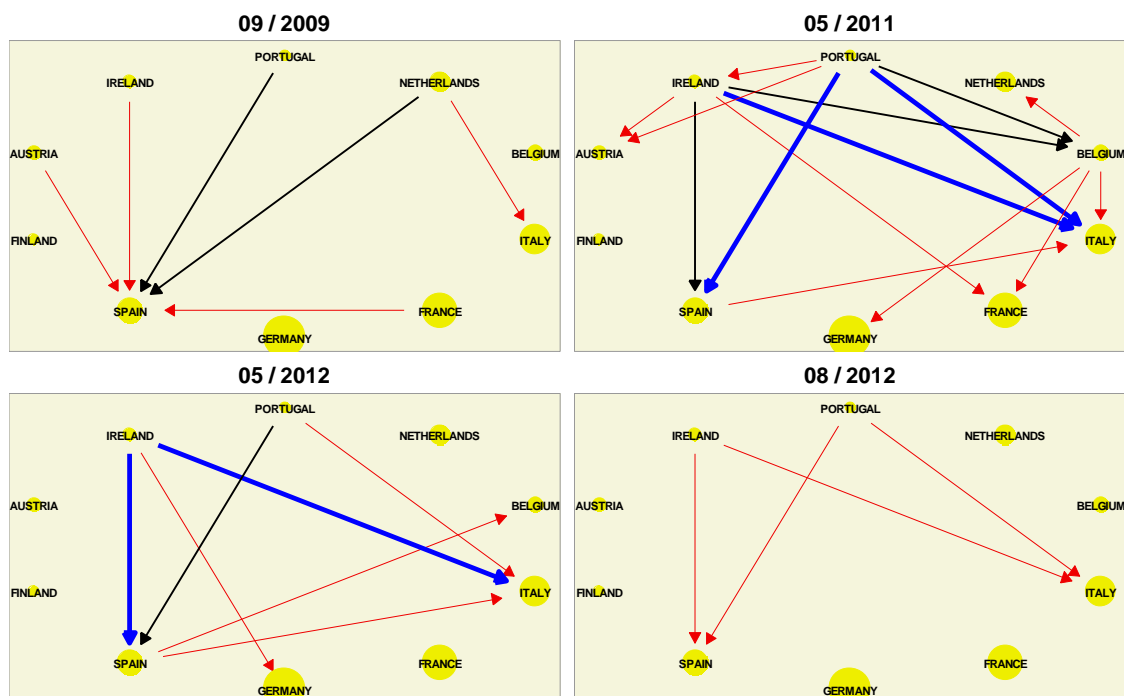 09 / 2009
PORTUGAL
IRELAND
NETHERLANDS
AUSTRIA
BELGIUM
FINLAND
ITALY
SPAIN
FRANCE
GERMANY
05 / 2011
PORTUGAL
IRELAND
NETHERLANDS
AUSTRIA
BELGIUM
FINLAND
ITALY
SPAIN
FRANCE
GERMANY
05 / 2012
PORTUGAL
IRELAND
NETHERLANDS
AUSTRIA
BELGIUM
FINLAND
ITALY
SPAIN
FRANCE
GERMANY
08 / 2012
PORTUGAL
IRELAND
NETHERLANDS
AUSTRIA
BELGIUM
FINLAND
ITALY
SPAIN
FRANCE
GERMANY